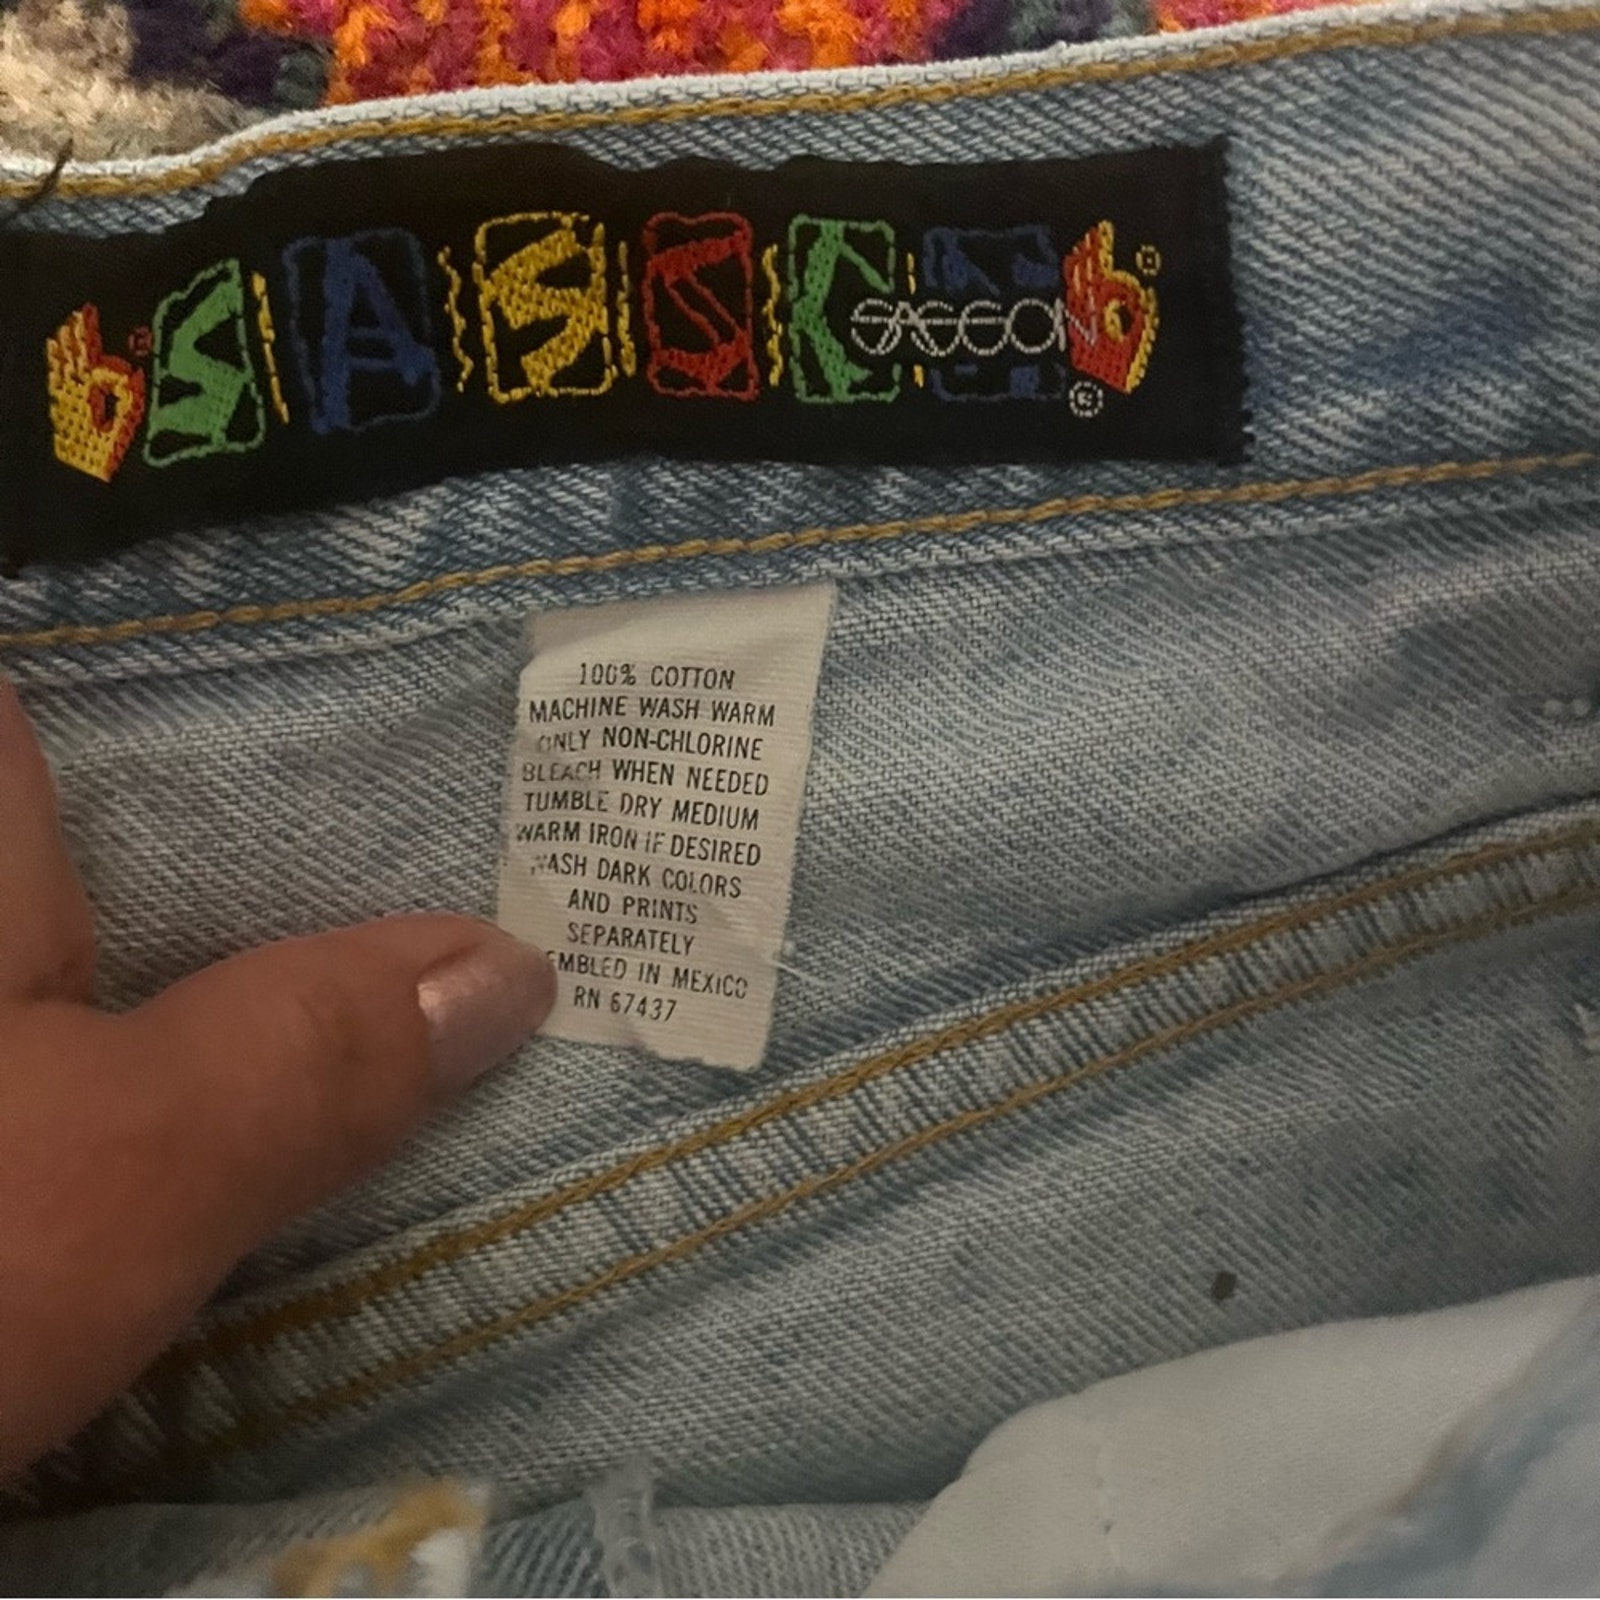 SASSCO
SASSON
100% COTTON
MACHINE WASH WARM
ONLY NON-CHLORINE
BLEACH WHEN NEEDED
TUMBLE DRY MEDIUM
WARM IRON IF DESIRED
WASH DARK COLORS
AND PRINTS
SEPARATELY
EMBLED IN MEXICO
RN 67437